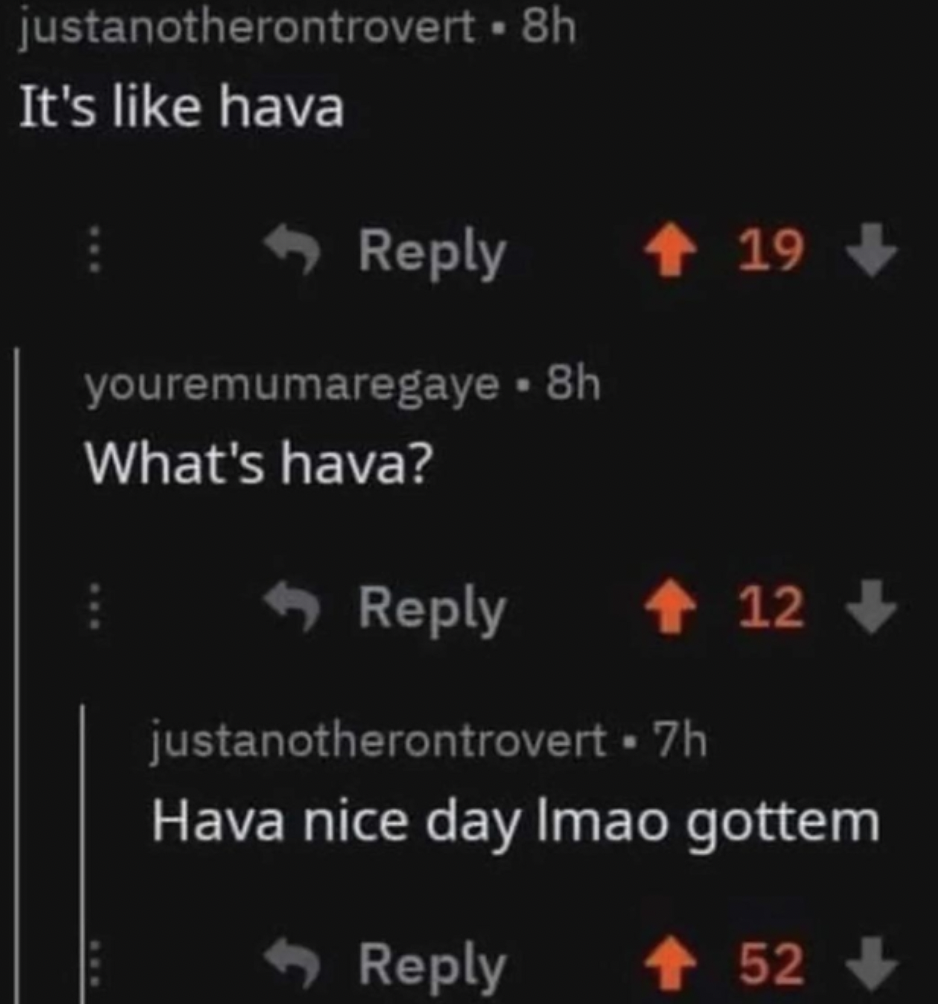 justanotherontrovert • 8h
It's like hava
Reply 19
youremumaregaye • 8h
What's hava?
Reply 12
justanotherontrovert • 7h
Hava nice day lmao gottem
Reply 52